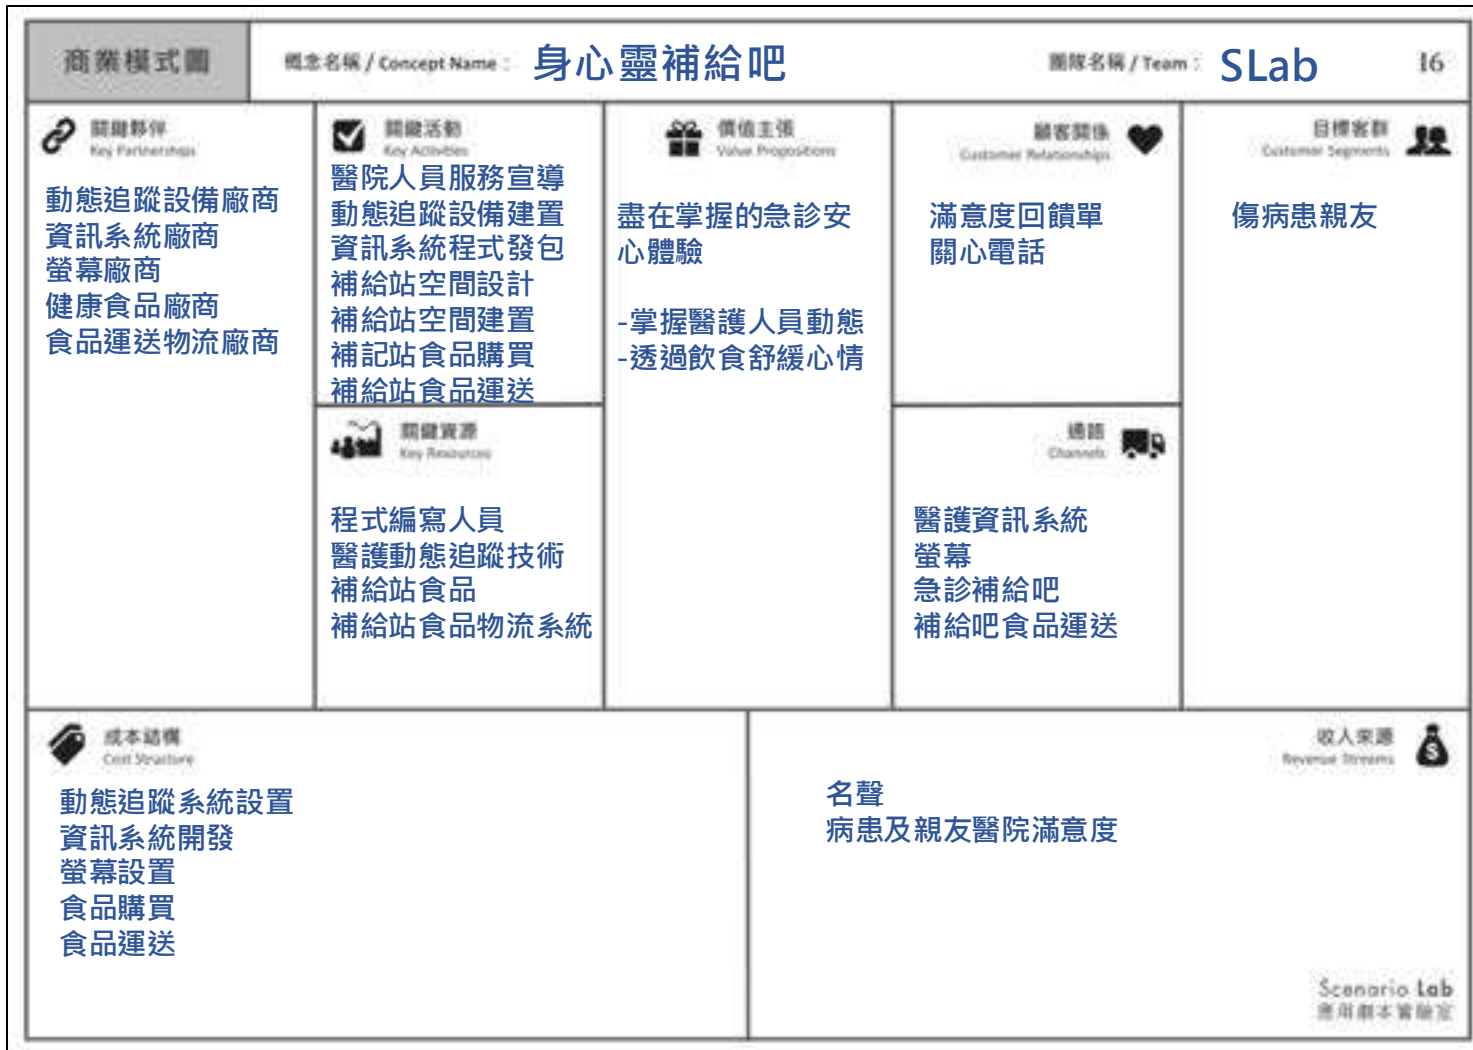 商業模式圖
概念名稱 / Concept Name : 身心靈補給吧
團隊名稱 / Team : SLab
16
關鍵夥伴
Key Partnerships
動態追蹤設備廠商
資訊系統廠商
螢幕廠商
健康食品廠商
食品運送物流廠商
關鍵活動
Key Activities
醫院人員服務宣導
動態追蹤設備建置
資訊系統程式發包
補給站空間設計
補給站空間建置
補記站食品購買
補給站食品運送
關鍵資源
Key Resources
程式編寫人員
醫護動態追蹤技術
補給站食品
補給站食品物流系統
價值主張
Value Propositions
盡在掌握的急診安
心體驗
-掌握醫護人員動態
-透過飲食舒緩心情
顧客關係
Customer Relationships
滿意度回饋單
關心電話
通路
Channels
醫護資訊系統
螢幕
急診補給吧
補給吧食品運送
目標客群
Customer Segments
傷病患親友
成本結構
Cost Structure
動態追蹤系統設置
資訊系統開發
螢幕設置
食品購買
食品運送
收入來源
Revenue Streams
名聲
病患及親友醫院滿意度
Scenario Lab
應用劇本實驗室